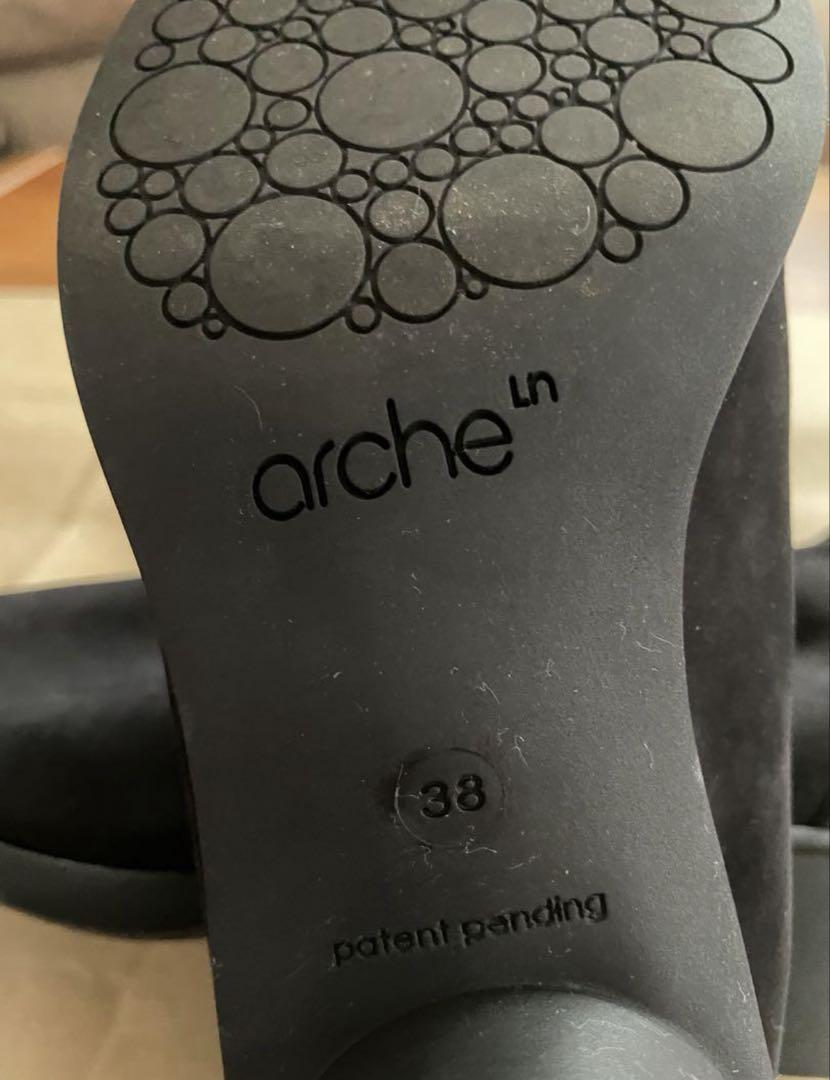 arche Ln
38
patent pending